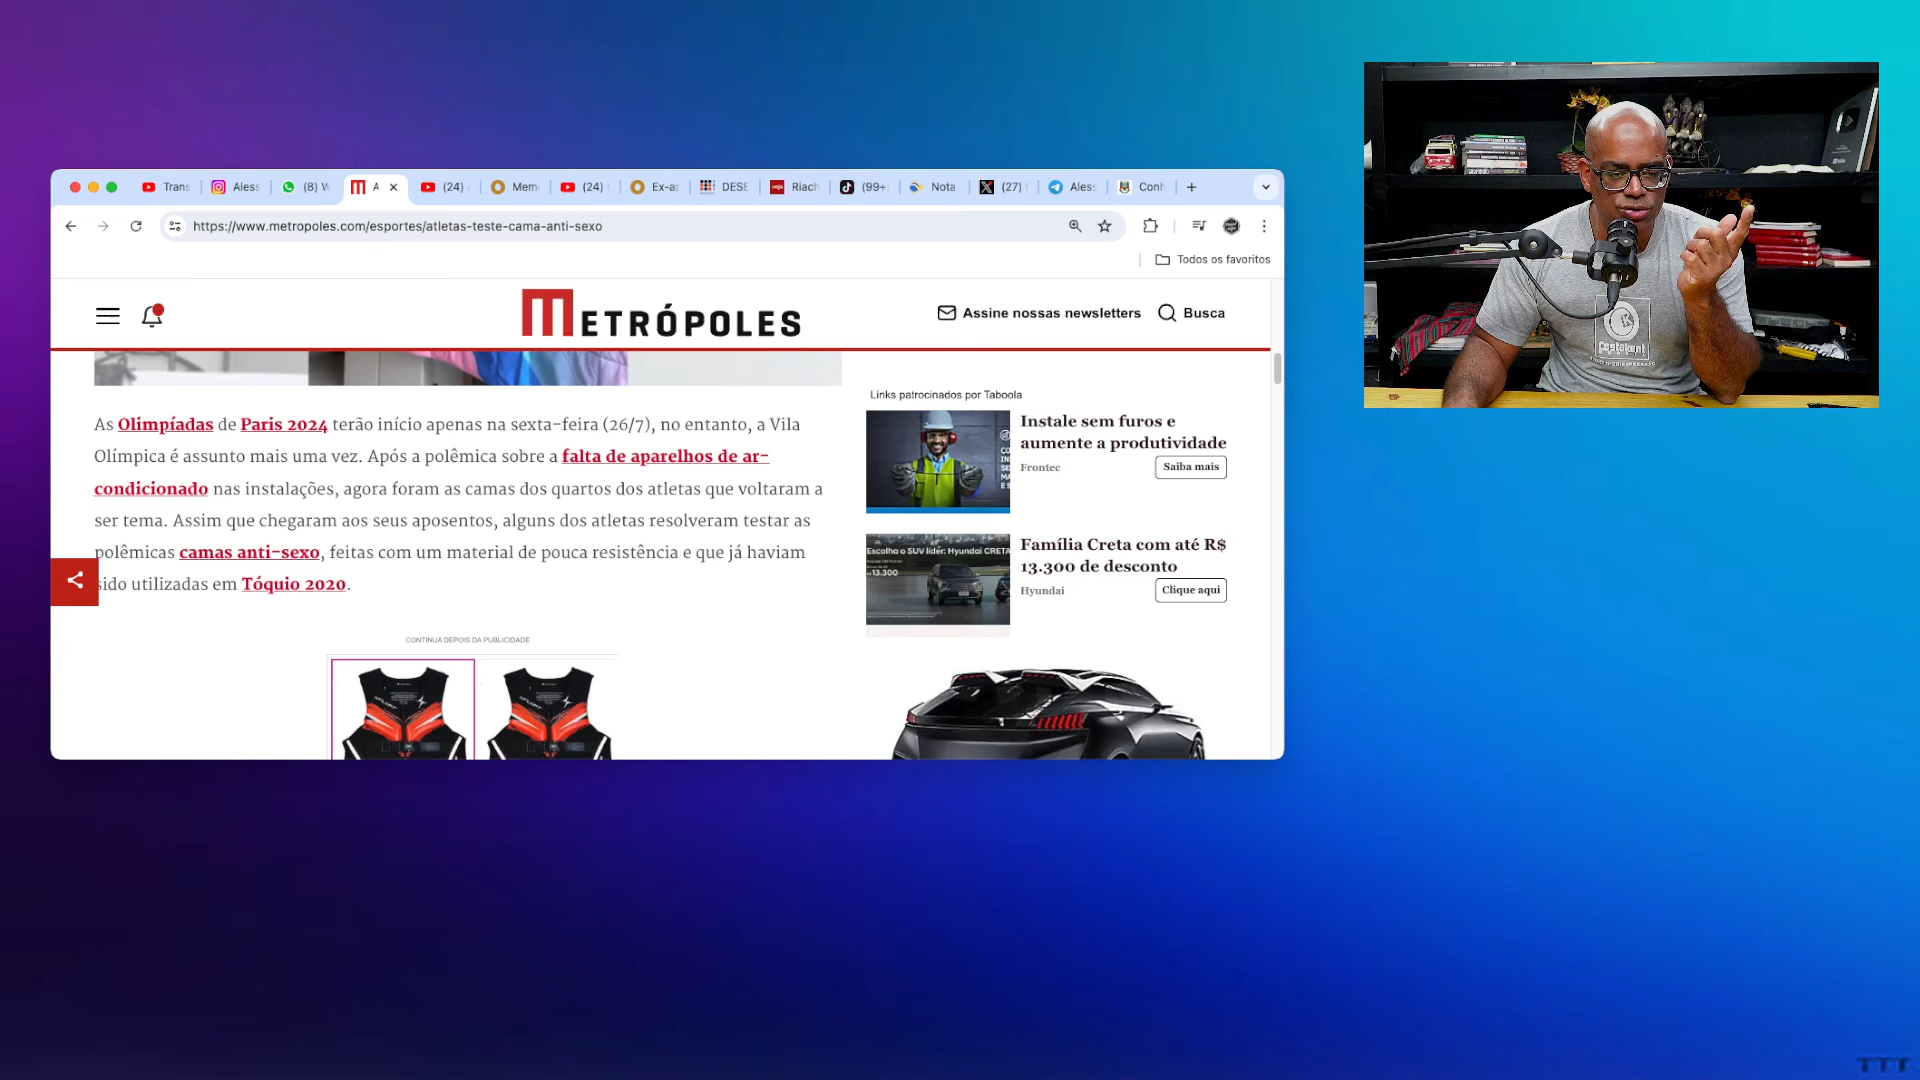 Trans
Aless
(8) W
A
(24)
Mem
(24)
Ex-ap
DESE
Riach
(99+
Nota
(27)
Aless
Conh
https://www.metropoles.com/esportes/atletas-teste-cama-anti-sexo
Todos os favoritos
METRÓPOLES
Assine nossas newsletters
Busca
As Olimpíadas de Paris 2024 terão início apenas na sexta-feira (26/7), no entanto, a Vila
Olímpica é assunto mais uma vez. Após a polêmica sobre a falta de aparelhos de ar-
condicionado nas instalações, agora foram as camas dos quartos dos atletas que voltaram a
ser tema. Assim que chegaram aos seus aposentos, alguns dos atletas resolveram testar as
polêmicas camas anti-sexo, feitas com um material de pouca resistência e que já haviam
sido utilizadas em Tóquio 2020.
CONTINUA DEPOIS DA PUBLICIDADE
Links patrocinados por Taboola
Instale sem furos e
aumente a produtividade
Frontec
Saiba mais
Escolha o SUV líder: Hyundai CRETA
13.300
Família Creta com até R$
13.300 de desconto
Hyundai
Clique aqui
TTT